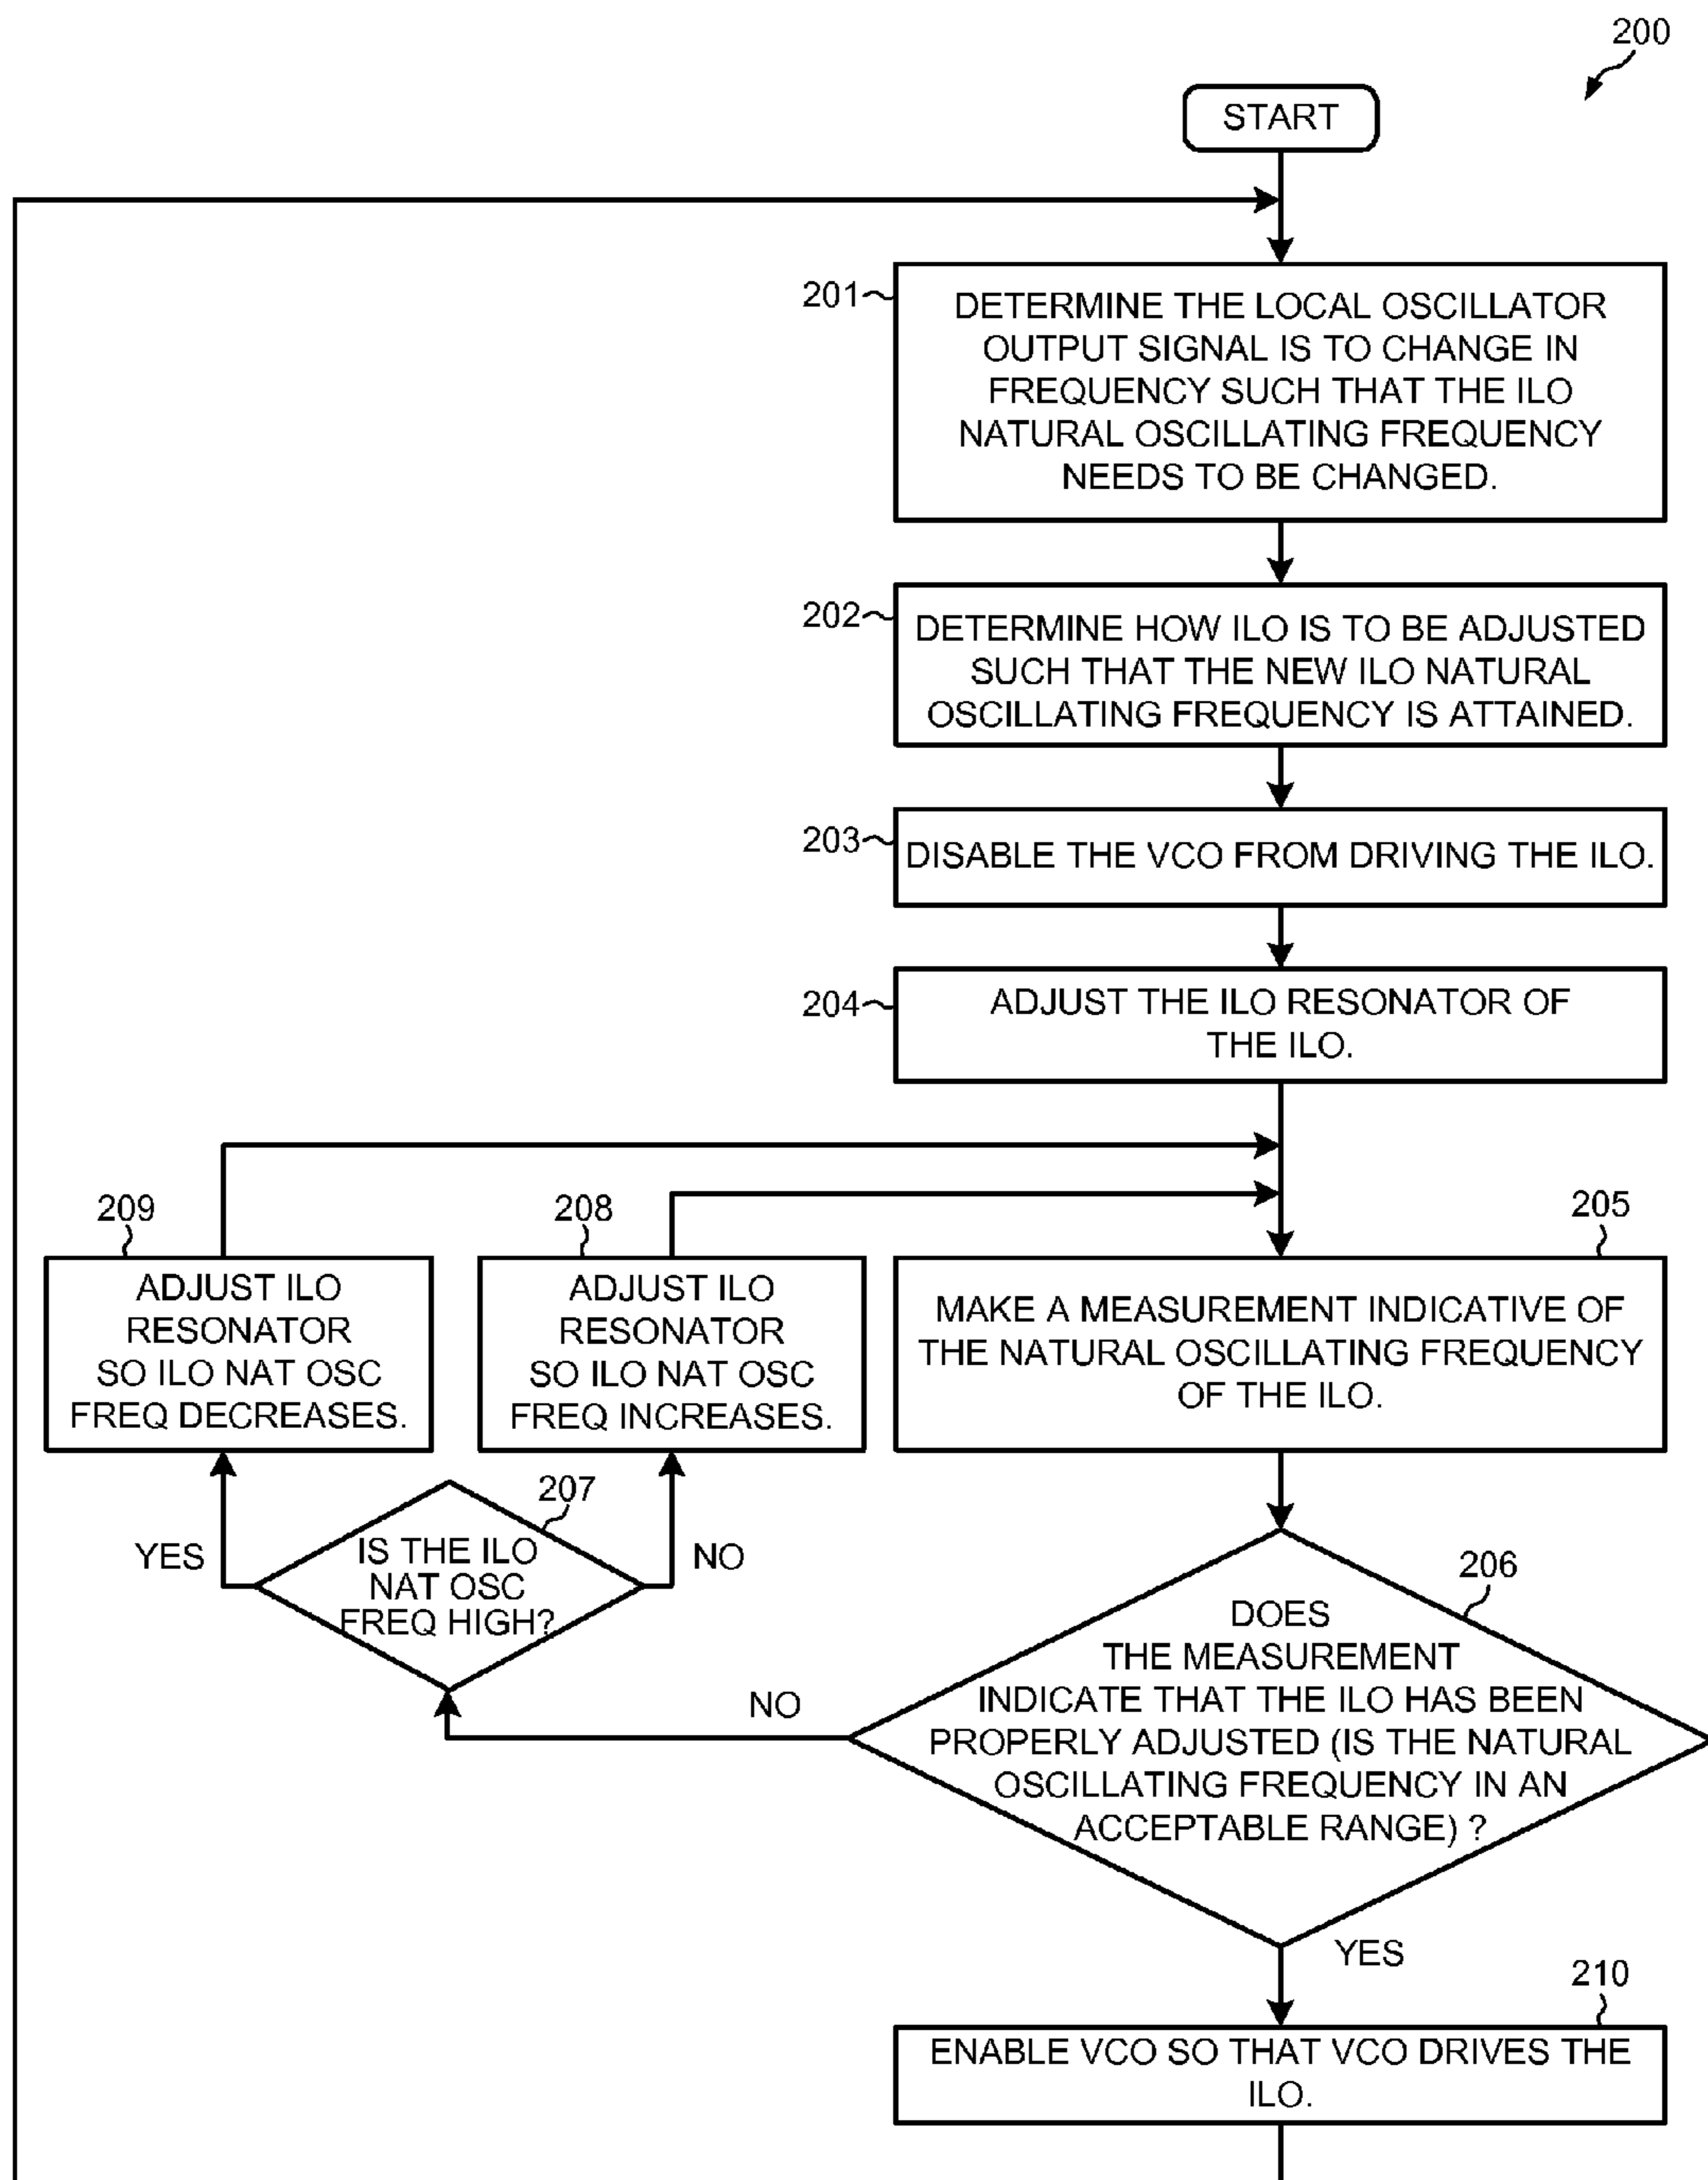 200
START
201
DETERMINE THE LOCAL OSCILLATOR
OUTPUT SIGNAL IS TO CHANGE IN
FREQUENCY SUCH THAT THE ILO
NATURAL OSCILLATING FREQUENCY
NEEDS TO BE CHANGED.
202
DETERMINE HOW ILO IS TO BE ADJUSTED
SUCH THAT THE NEW ILO NATURAL
OSCILLATING FREQUENCY IS ATTAINED.
203
DISABLE THE VCO FROM DRIVING THE ILO.
204
ADJUST THE ILO RESONATOR OF
THE ILO.
209
ADJUST ILO
RESONATOR
SO ILO NAT OSC
FREQ DECREASES.
208
ADJUST ILO
RESONATOR
SO ILO NAT OSC
FREQ INCREASES.
205
MAKE A MEASUREMENT INDICATIVE OF
THE NATURAL OSCILLATING FREQUENCY
OF THE ILO.
207
YES
IS THE ILO
NAT OSC
FREQ HIGH?
NO
206
DOES
THE MEASUREMENT
INDICATE THAT THE ILO HAS BEEN
PROPERLY ADJUSTED (IS THE NATURAL
OSCILLATING FREQUENCY IN AN
ACCEPTABLE RANGE) ?
NO
YES
210
ENABLE VCO SO THAT VCO DRIVES THE
ILO.